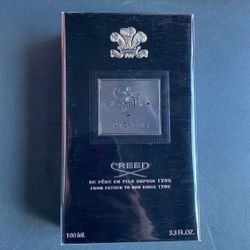 CREED
DE PÈRE EN FILS DEPUIS 1760
FROM FATHER TO SON SINCE 1760
100 ML 3.3 FL.OZ.